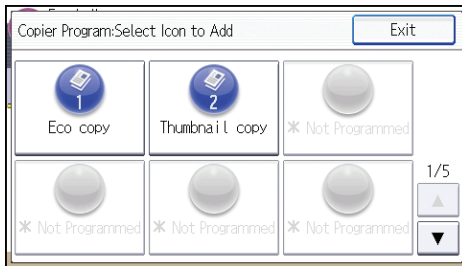 Copier Program:Select Icon to Add
Exit
1
2
Eco copy
Thumbnail copy
* Not Programmed
1/5
* Not Programmed
* Not Programmed
* Not Programmed